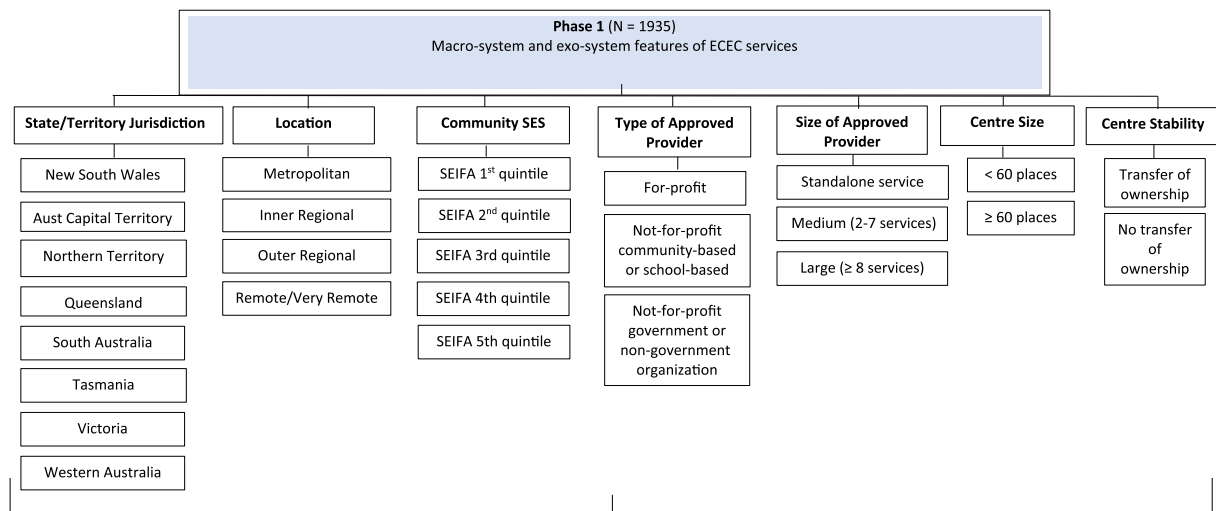 Phase 1 (N = 1935)
Macro-system and exo-system features of ECEC services
State/Territory Jurisdiction
New South Wales
Aust Capital Territory
Northern Territory
Queensland
South Australia
Tasmania
Victoria
Western Australia
Location
Metropolitan
Inner Regional
Outer Regional
Remote/Very Remote
Community SES
SEIFA 1st quintile
SEIFA 2nd quintile
SEIFA 3rd quintile
SEIFA 4th quintile
SEIFA 5th quintile
Type of Approved
Provider
For-profit
Not-for-profit
community-based
or school-based
Not-for-profit
government or
non-government
organization
Size of Approved
Provider
Standalone service
Medium (2-7 services)
Large (≥ 8 services)
Centre Size
< 60 places
≥ 60 places
Centre Stability
Transfer of
ownership
No transfer
of
ownership